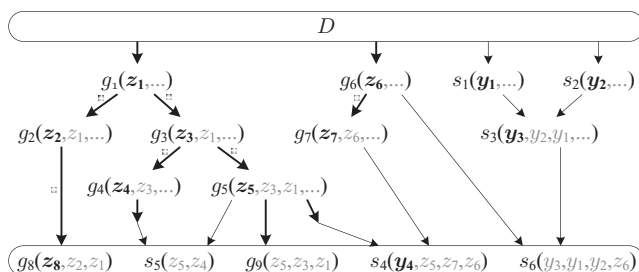 D
g₁(z₁,...) g₆(z₆,...) s₁(y₁,...) s₂(y₂,...)
g₂(z₂,z₁,...) g₃(z₃,z₁,...) g₇(z₇,z₆,...) s₃(y₃,y₂,y₁,...)
g₄(z₄,z₃,...) g₅(z₅,z₃,z₁,...)
g₈(z₈,z₂,z₁) s₅(z₅,z₄) g₉(z₅,z₃,z₁) s₄(y₄,z₅,z₇,z₆) s₆(y₃,y₁,y₂,z₆)